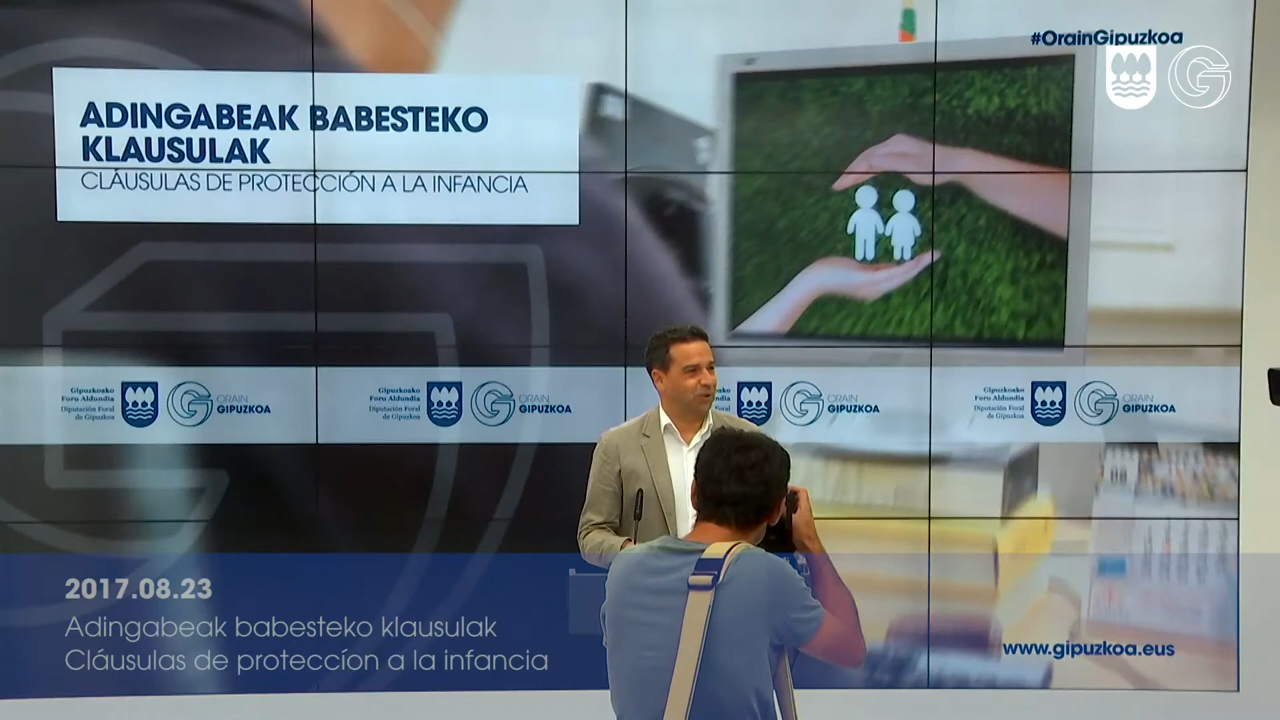 #OrainGipuzkoa
ADINGABEAK BABESTEKO
KLAUSULAK
CLÁUSULAS DE PROTECCIÓN A LA INFANCIA
Gipuzkoako
Foru Aldundia
Diputación Foral
de Gipuzkoa
ORAIN
GIPUZKOA
Gipuzkoako
Foru Aldundia
Diputación Foral
de Gipuzkoa
ORAIN
GIPUZKOA
ORAIN
GIPUZKOA
Gipuzkoako
Foru Aldundia
Diputación Foral
de Gipuzkoa
ORAIN
GIPUZKOA
2017.08.23
Adingabeak babesteko klausulak
Cláusulas de proteccíon a la infancia
www.gipuzkoa.eus